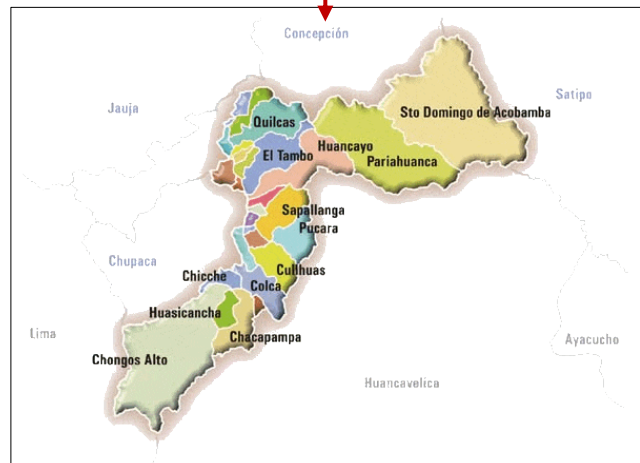 Concepción
Jauja
Satipo
Sto Domingo de Acobamba
Quilcas
El Tambo
Huancayo
Pariahuanca
Sapallanga
Pucara
Chupaca
Cullhuas
Chicche
Colca
Huasicancha
Lima
Chacapampa
Ayacucho
Chongos Alto
Huancavelica